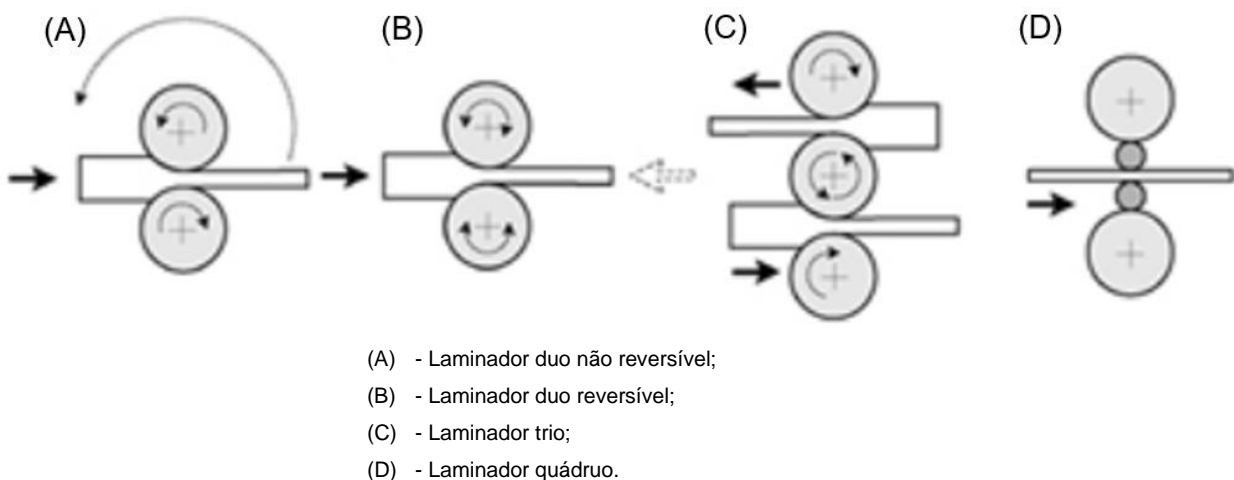 (A) (B) (C) (D)
(A) - Laminador duo não reversível;
(B) - Laminador duo reversível;
(C) - Laminador trio;
(D) - Laminador quádruo.